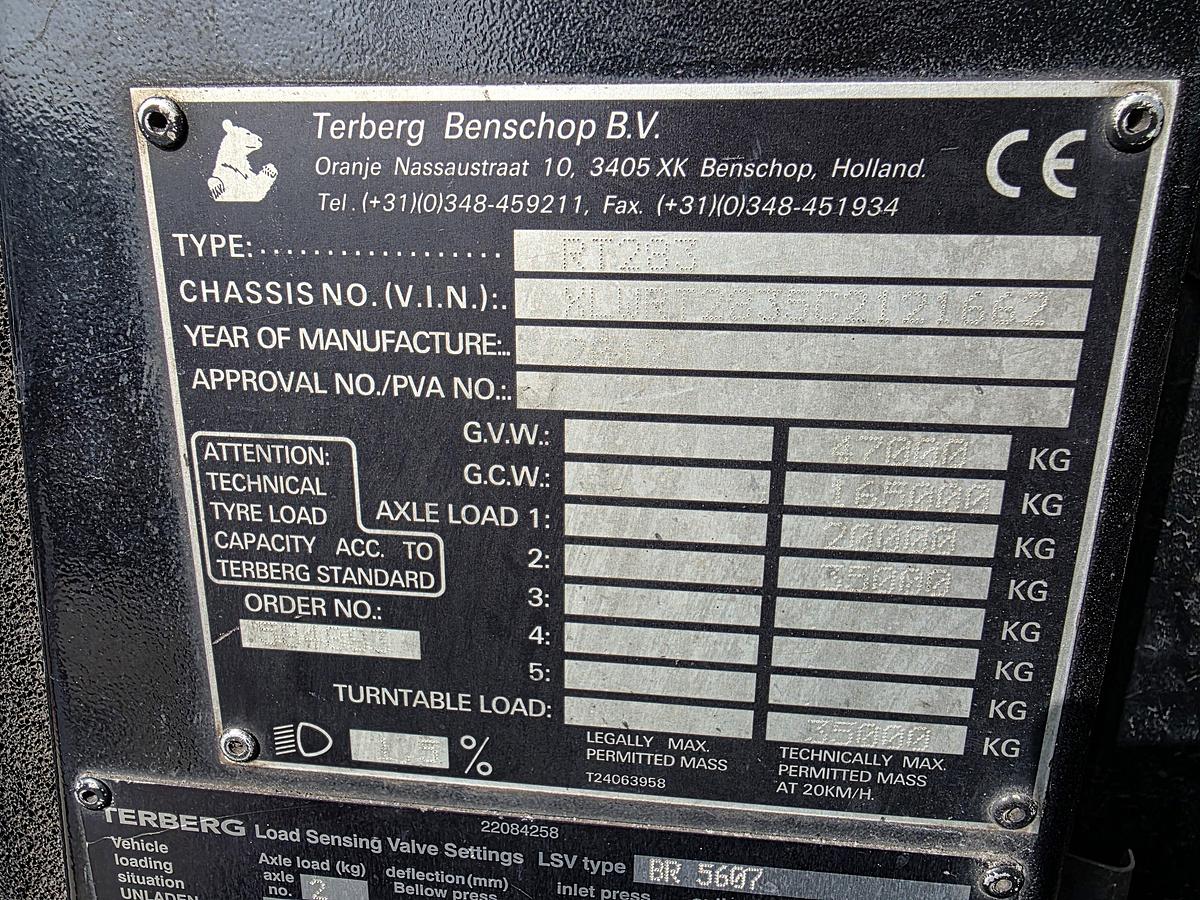 Terberg Benschop B.V.
Oranje Nassaustraat 10, 3405 XK Benschop, Holland.
Tel. (+31)(0)348-459211, Fax. (+31)(0)348-451934
CE
TYPE:.................. RT283
CHASSIS NO. (V.I.N.):.
YEAR OF MANUFACTURE:..
APPROVAL NO./PVA NO.:.
G.V.W.: 47000 KG
G.C.W.: 165000 KG
AXLE LOAD 1: 20000 KG
2: 35000 KG
3: KG
4: KG
5: KG
TURNTABLE LOAD: 35000 KG
ATTENTION:
TECHNICAL
TYRE LOAD
CAPACITY ACC. TO
TERBERG STANDARD
ORDER NO.:
%
LEGALLY MAX.
PERMITTED MASS
T24063958
TECHNICALLY MAX.
PERMITTED MASS
AT 20KM/H.
TERBERG Load Sensing Valve Settings
22084258
LSV type BR 5607
Vehicle
loading
situation
UNLADEN
Axle load (kg)
axle
no. 2
deflection(mm)
Bellow press
inlet press